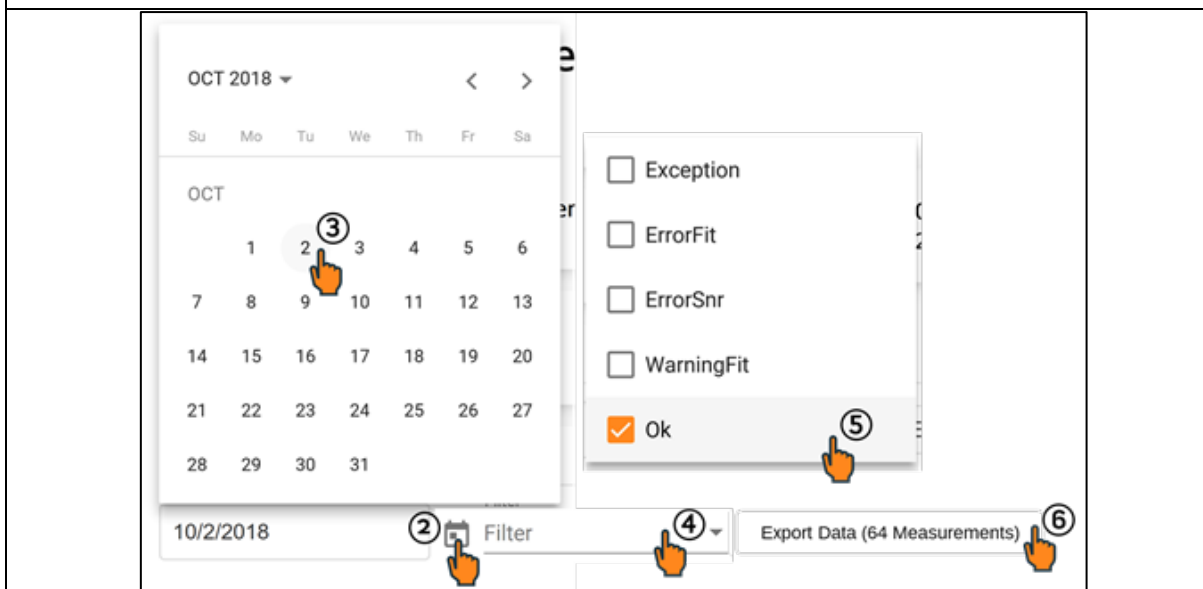 e
OCT 2018
Su Mo Tu We Th Fr Sa
OCT
③
1 2 3 4 5 6
7 8 9 10 11 12 13
14 15 16 17 18 19 20
21 22 23 24 25 26 27
28 29 30 31
er
Exception
ErrorFit
ErrorSnr
WarningFit
Ok
⑤
10/2/2018
②
Filter
④
Export Data (64 Measurements)
⑥